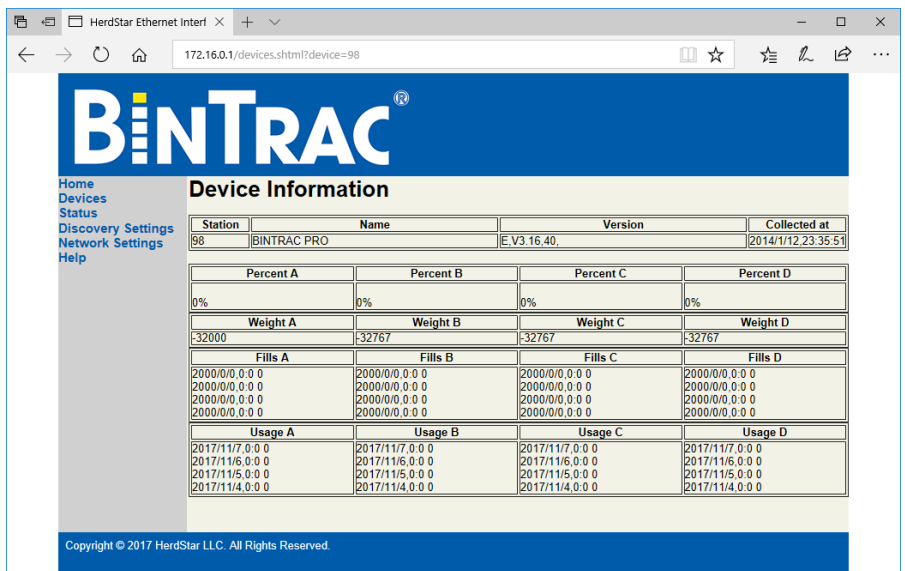 HerdStar Ethernet Interf
172.16.0.1/devices.shtml?device=98
BINTRAC®
Home
Devices
Status
Discovery Settings
Network Settings
Help
Device Information
Station Name Version Collected at
98 BINTRAC PRO E,V3.16,40, 2014/1/12,23:35:51
Percent A Percent B Percent C Percent D
0% 0% 0% 0%
Weight A Weight B Weight C Weight D
-32000 -32767 -32767 -32767
Fills A Fills B Fills C Fills D
2000/0/0,0:0 0 2000/0/0,0:0 0 2000/0/0,0:0 0 2000/0/0,0:0 0
2000/0/0,0:0 0 2000/0/0,0:0 0 2000/0/0,0:0 0 2000/0/0,0:0 0
2000/0/0,0:0 0 2000/0/0,0:0 0 2000/0/0,0:0 0 2000/0/0,0:0 0
2000/0/0,0:0 0 2000/0/0,0:0 0 2000/0/0,0:0 0 2000/0/0,0:0 0
Usage A Usage B Usage C Usage D
2017/11/7,0:0 0 2017/11/7,0:0 0 2017/11/7,0:0 0 2017/11/7,0:0 0
2017/11/6,0:0 0 2017/11/6,0:0 0 2017/11/6,0:0 0 2017/11/6,0:0 0
2017/11/5,0:0 0 2017/11/5,0:0 0 2017/11/5,0:0 0 2017/11/5,0:0 0
2017/11/4,0:0 0 2017/11/4,0:0 0 2017/11/4,0:0 0 2017/11/4,0:0 0
Copyright © 2017 HerdStar LLC. All Rights Reserved.